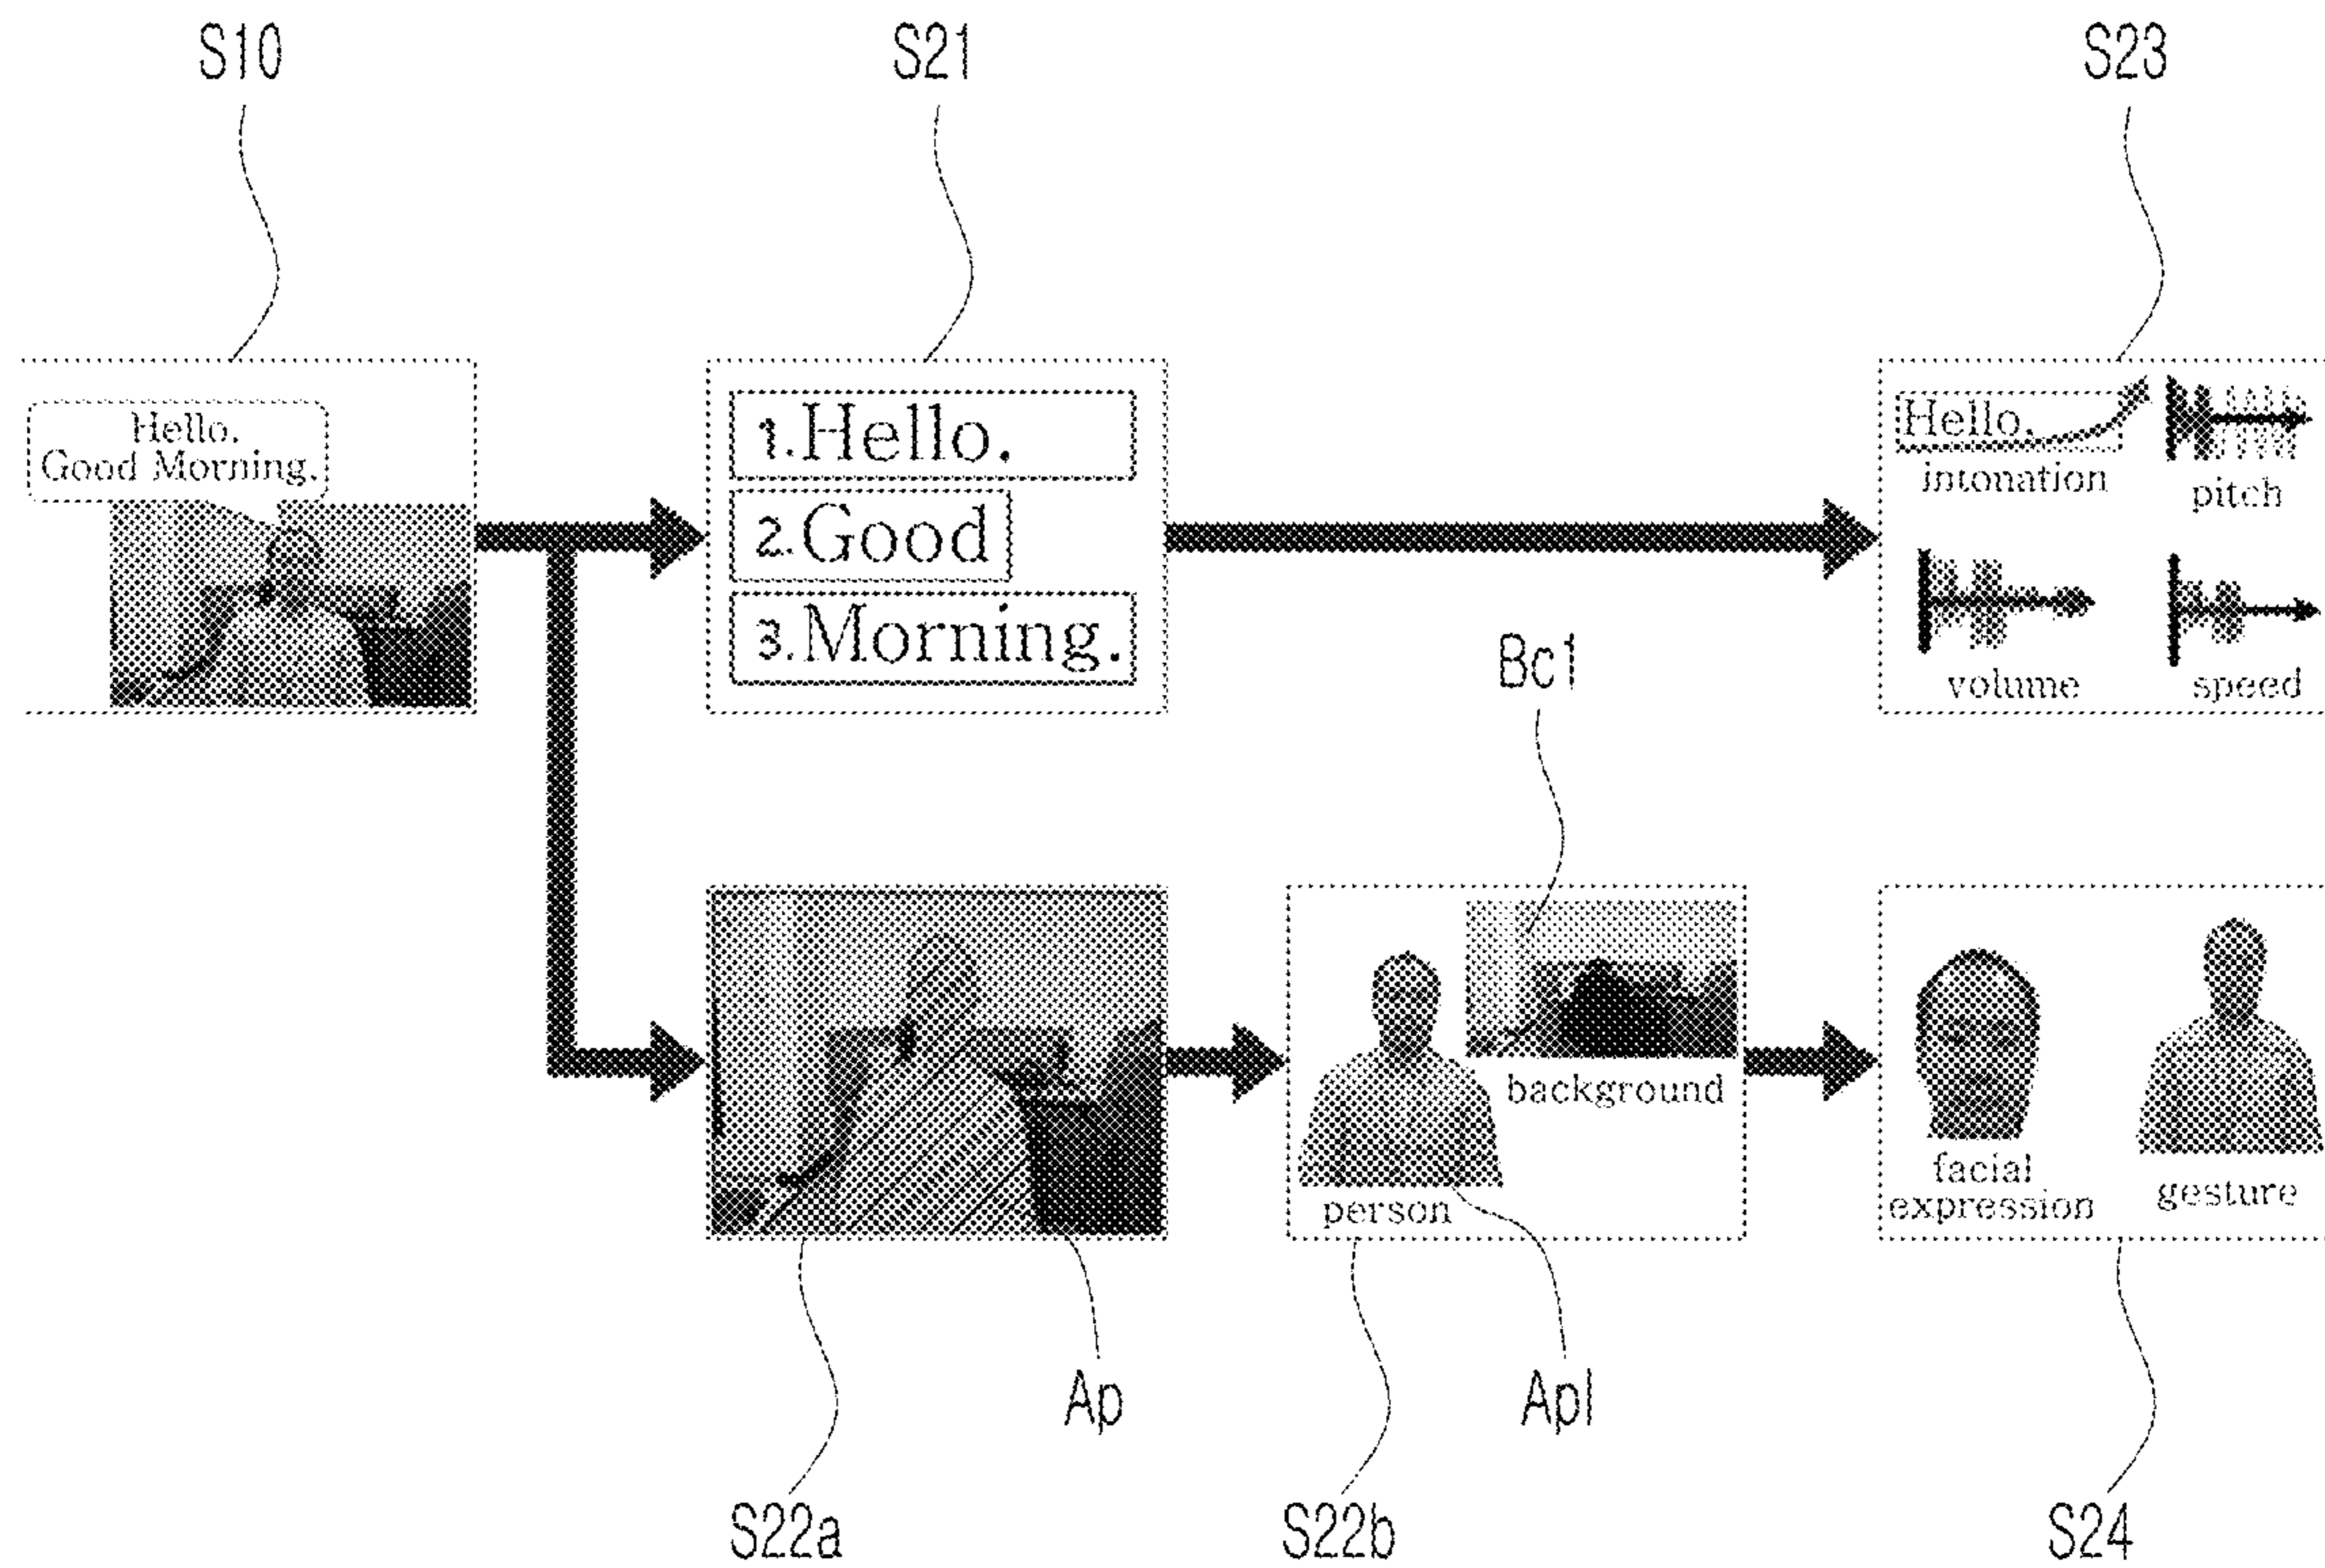 S10
S21
S23
Hello.
Good Morning.
1.Hello.
2.Good
3.Morning.
Hello.
intonation
pitch
volume
speed
Bc1
background
person
facial
expression
gesture
Ap
Ap1
S22a
S22b
S24